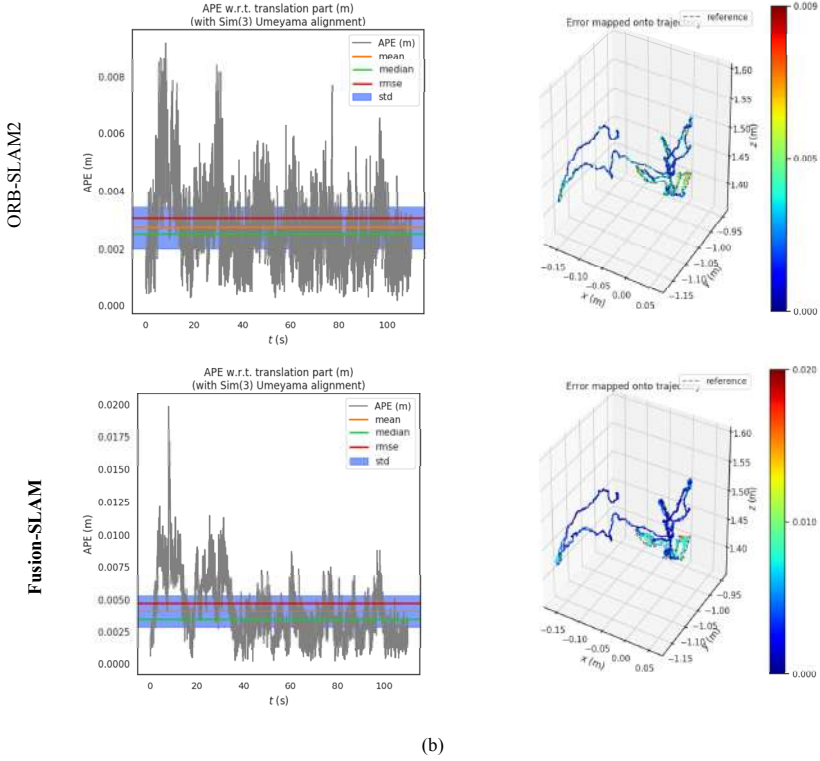 ORB-SLAM2
APE w.r.t. translation part (m)
(with Sim(3) Umeyama alignment)
APE (m)
mean
median
rmse
std
0.008
0.006
0.004
0.002
0.000
APE (m)
0 20 40 60 80 100
t (s)
Error mapped onto trajectory
reference
1.60
1.55
1.50
1.45
1.40
z (m)
−0.95
−1.00
−1.05
−1.10
−1.15
y (m)
−0.15
−0.10
−0.05
0.00
0.05
x (m)
0.009
0.005
0.000
Fusion-SLAM
APE w.r.t. translation part (m)
(with Sim(3) Umeyama alignment)
APE (m)
mean
median
rmse
std
0.0200
0.0175
0.0150
0.0125
0.0100
0.0075
0.0050
0.0025
0.0000
APE (m)
0 20 40 60 80 100
t (s)
Error mapped onto trajectory
reference
1.60
1.55
1.50
1.45
1.40
z (m)
−0.95
−1.00
−1.05
−1.10
−1.15
y (m)
−0.15
−0.10
−0.05
0.00
0.05
x (m)
0.020
0.010
0.000
(b)